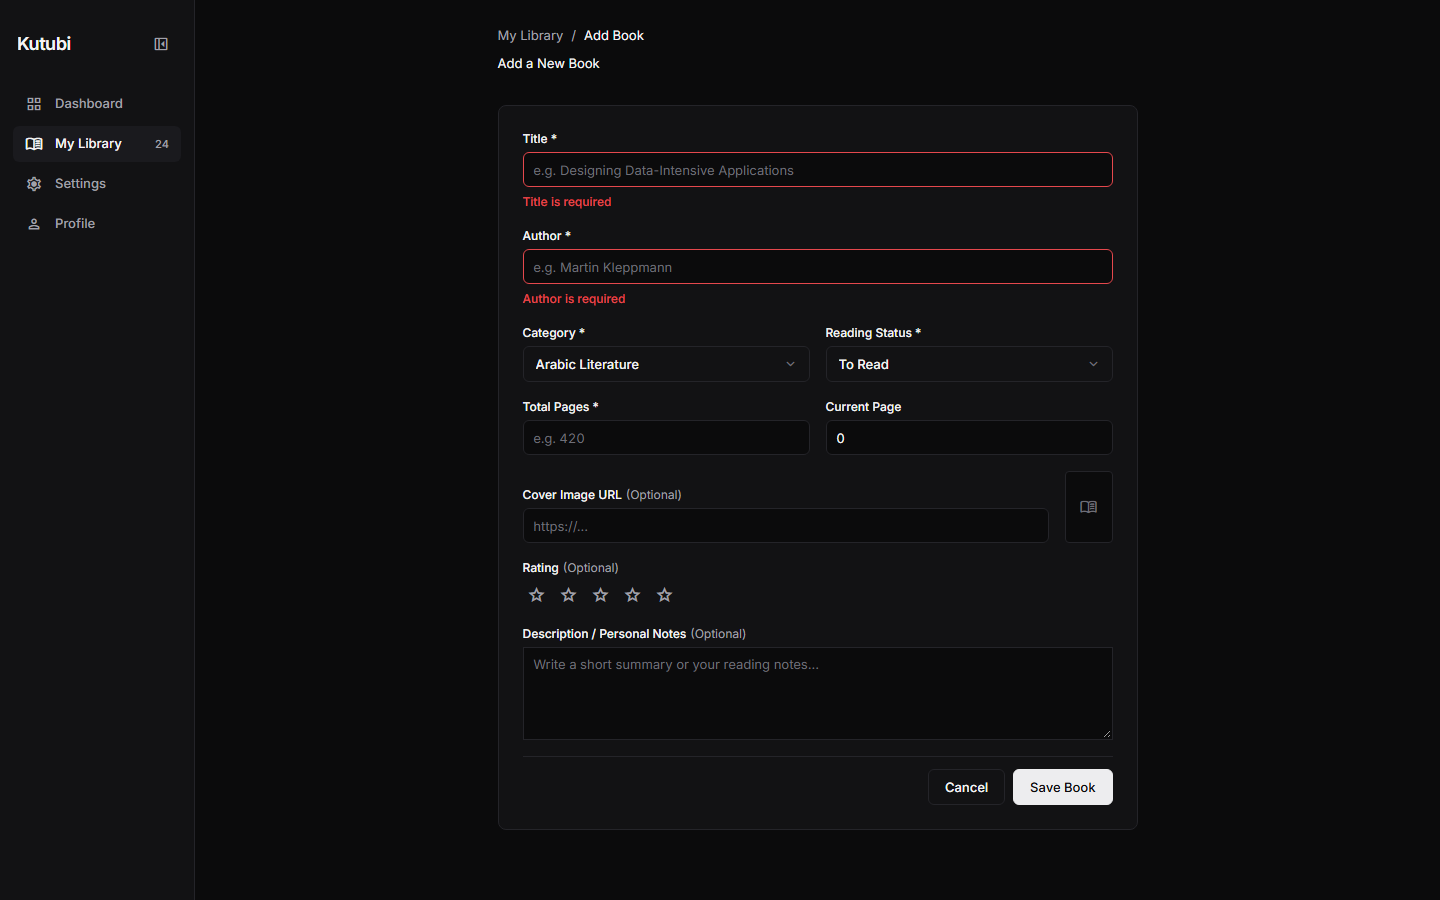 Kutubi
Dashboard
My Library 24
Settings
Profile
My Library / Add Book
Add a New Book
Title *
e.g. Designing Data-Intensive Applications
Title is required
Author *
e.g. Martin Kleppmann
Author is required
Category * Reading Status *
Arabic Literature To Read
Total Pages * Current Page
e.g. 420 0
Cover Image URL (Optional)
https://...
Rating (Optional)
Description / Personal Notes (Optional)
Write a short summary or your reading notes...
Cancel Save Book